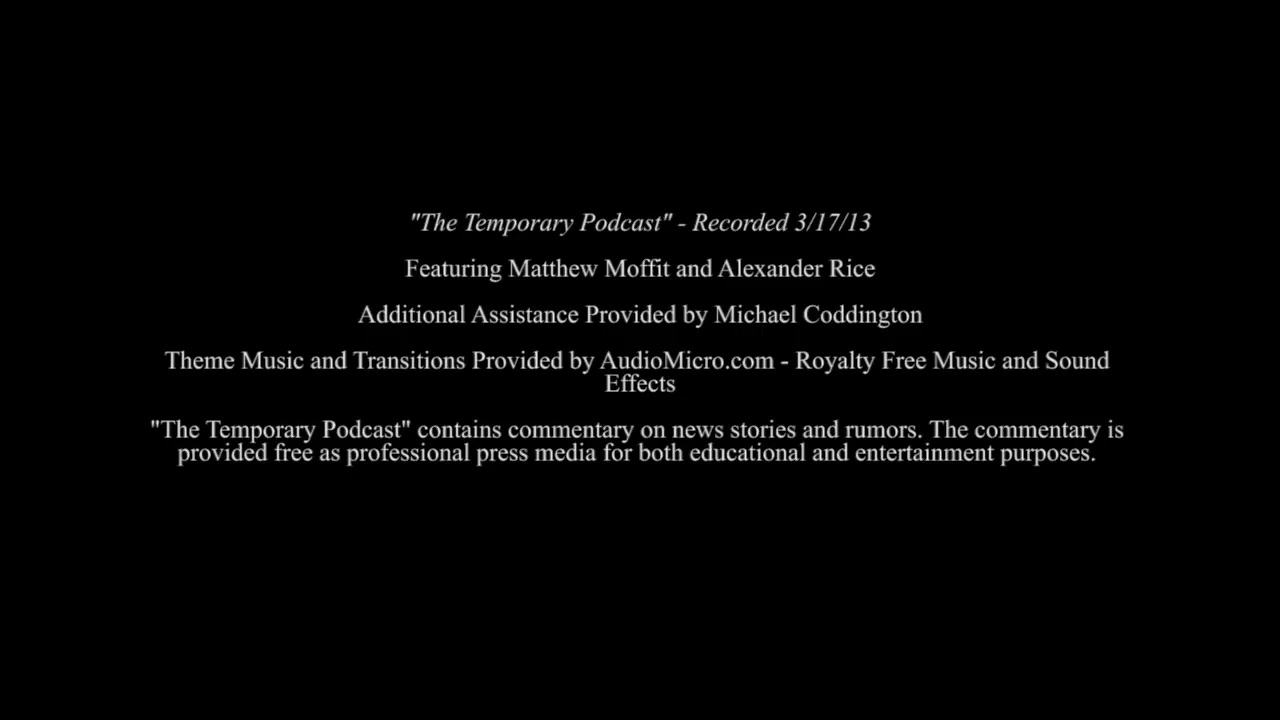 "The Temporary Podcast" - Recorded 3/17/13
Featuring Matthew Moffit and Alexander Rice
Additional Assistance Provided by Michael Coddington
Theme Music and Transitions Provided by AudioMicro.com - Royalty Free Music and Sound
Effects
"The Temporary Podcast" contains commentary on news stories and rumors. The commentary is
provided free as professional press media for both educational and entertainment purposes.